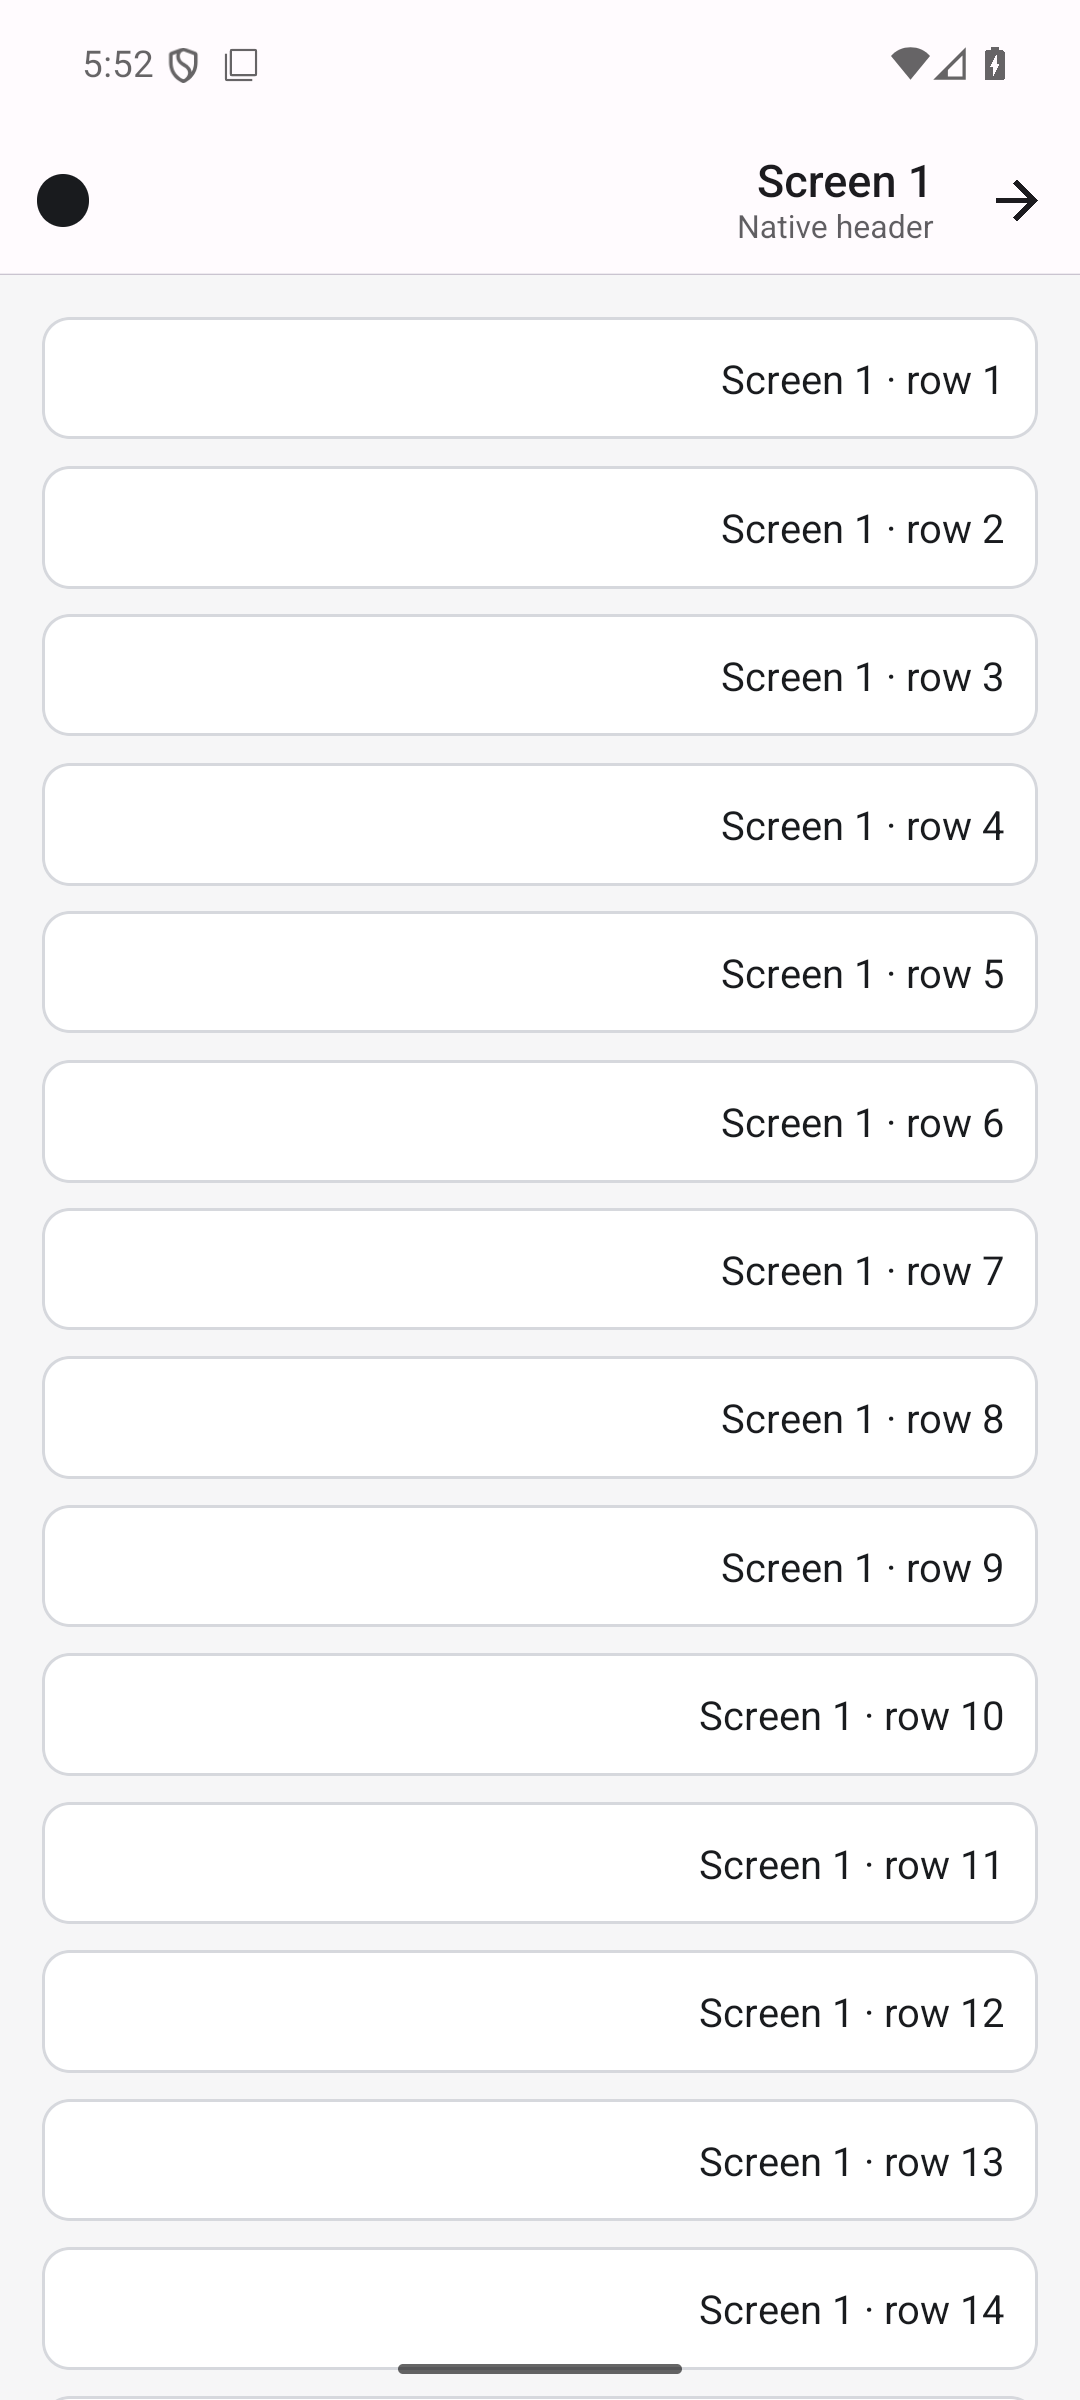 5:52
Screen 1
Native header
Screen 1 · row 1
Screen 1 · row 2
Screen 1 · row 3
Screen 1 · row 4
Screen 1 · row 5
Screen 1 · row 6
Screen 1 · row 7
Screen 1 · row 8
Screen 1 · row 9
Screen 1 · row 10
Screen 1 · row 11
Screen 1 · row 12
Screen 1 · row 13
Screen 1 · row 14